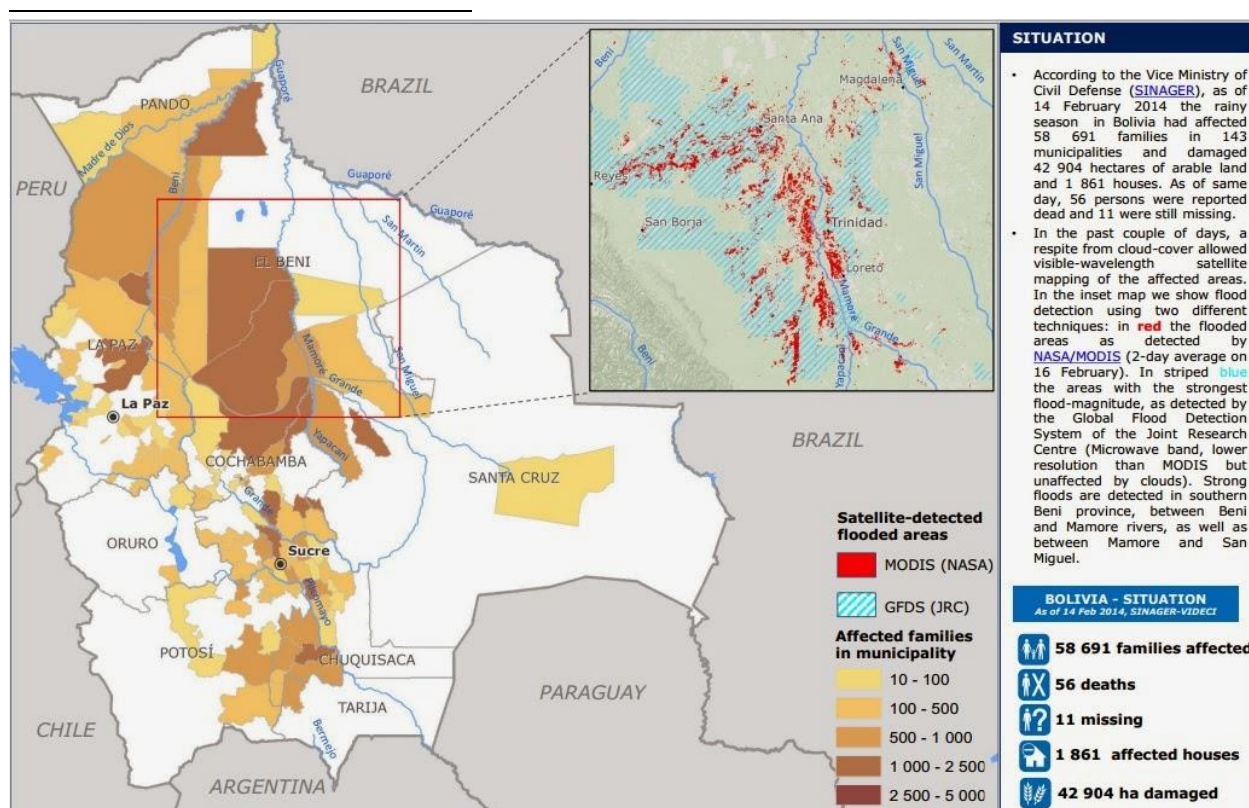 PANDO
BRAZIL
Guaporé
Madre de Dios
PERU
Beni
Guaporé
San Martín
Guaporé
EL BENI
LA PAZ
Mamoré
Grande
San Miguel
La Paz
Yapacani
COCHABAMBA
Grande
SANTA CRUZ
BRAZIL
ORURO
Sucre
Pilcomayo
POTOSÍ
CHUQUISACA
TARIJA
PARAGUAY
CHILE
Bermejo
ARGENTINA
Beni
San Miguel
San Martín
Magdalena
Santa Ana
San Miguel
Reyes
San Borja
Trinidad
Loreto
Mamoré
Grande
Yapacani
Beni
Satellite-detected
flooded areas
MODIS (NASA)
GFDS (JRC)
Affected families
in municipality
10 - 100
100 - 500
500 - 1 000
1 000 - 2 500
2 500 - 5 000
SITUATION
• According to the Vice Ministry of
Civil Defense (SINAGER), as of
14 February 2014 the rainy
season in Bolivia had affected
58 691 families in 143
municipalities and damaged
42 904 hectares of arable land
and 1 861 houses. As of same
day, 56 persons were reported
dead and 11 were still missing.
• In the past couple of days, a
respite from cloud-cover allowed
visible-wavelength satellite
mapping of the affected areas.
In the inset map we show flood
detection using two different
techniques: in red the flooded
areas as detected by
NASA/MODIS (2-day average on
16 February). In striped blue
the areas with the strongest
flood-magnitude, as detected by
the Global Flood Detection
System of the Joint Research
Centre (Microwave band, lower
resolution than MODIS but
unaffected by clouds). Strong
floods are detected in southern
Beni province, between Beni
and Mamore rivers, as well as
between Mamore and San
Miguel.
BOLIVIA - SITUATION
As of 14 Feb 2014, SINAGER-VIDECI
58 691 families affected
56 deaths
11 missing
1 861 affected houses
42 904 ha damaged